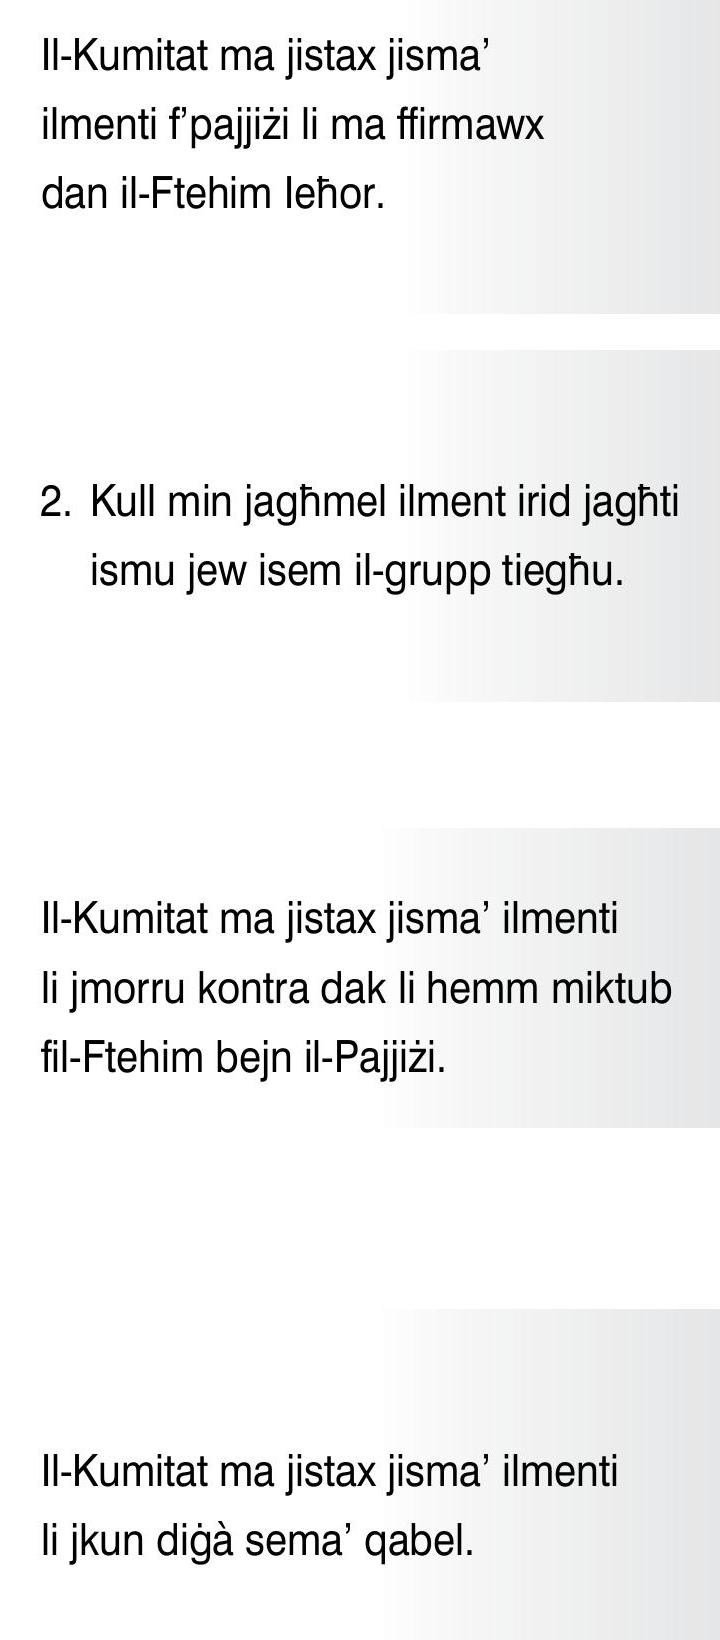 Il-Kumitat ma jistax jisma’
ilmenti f’pajjiżi li ma ffirmawx
dan il-Ftehim leħor.
2. Kull min jagħmel ilment irid jagħti
ismu jew isem il-grupp tiegħu.
Il-Kumitat ma jistax jisma’ ilmenti
li jmorru kontra dak li hemm miktub
fil-Ftehim bejn il-Pajjiżi.
Il-Kumitat ma jistax jisma’ ilmenti
li jkun diġà sema’ qabel.